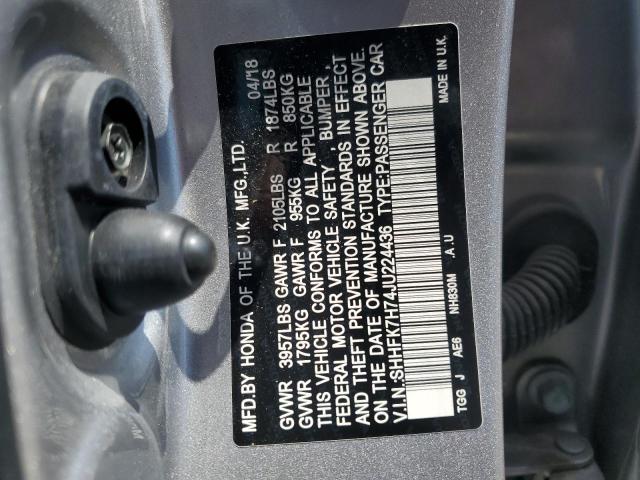 MFD.BY HONDA OF THE U.K. MFG.,LTD. 04/18
GVWR 3957LBS GAWR F 2105LBS R 1874LBS
GVWR 1795KG GAWR F 955KG R 850KG
THIS VEHICLE CONFORMS TO ALL APPLICABLE
FEDERAL MOTOR VEHICLE SAFETY, BUMPER,
AND THEFT PREVENTION STANDARDS IN EFFECT
ON THE DATE OF MANUFACTURE SHOWN ABOVE.
V.I.N.:SHHFK7H74JU224436 TYPE:PASSENGER CAR
TGG J AE6 NH830M .A.U MADE IN U.K.